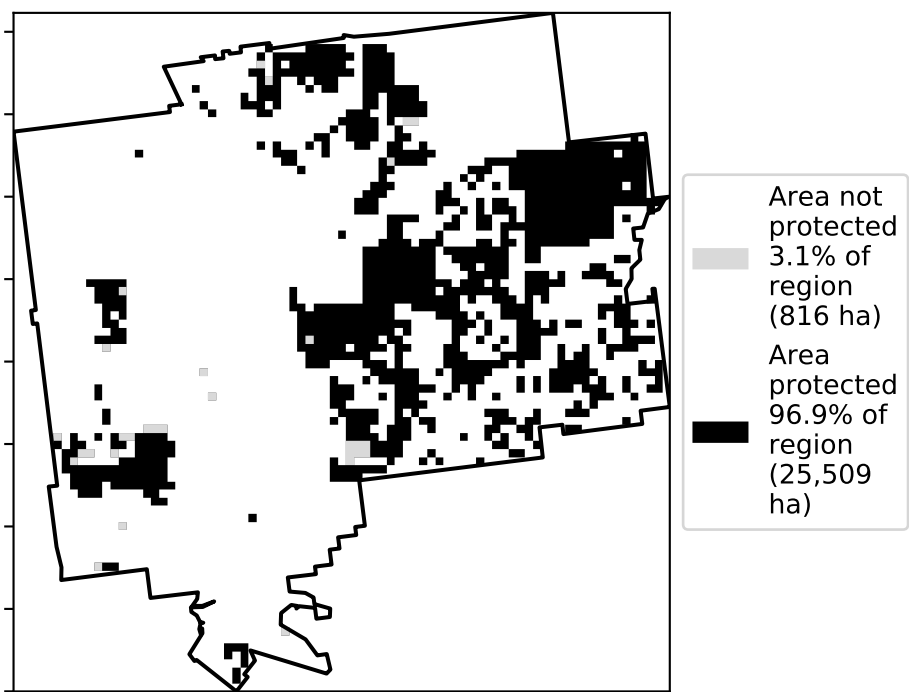 Area not
protected
3.1% of
region
(816 ha)
Area
protected
96.9% of
region
(25,509
ha)